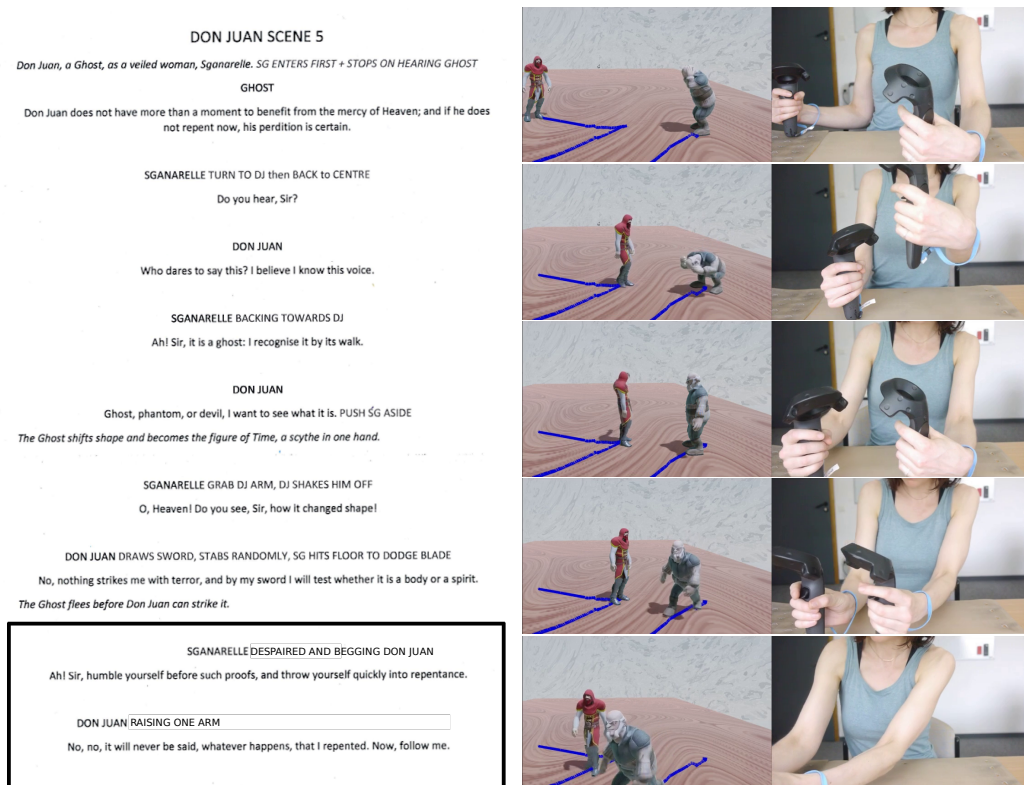 DON JUAN SCENE 5
Don Juan, a Ghost, as a veiled woman, Sganarelle. SG ENTERS FIRST + STOPS ON HEARING GHOST
GHOST
Don Juan does not have more than a moment to benefit from the mercy of Heaven; and if he does
not repent now, his perdition is certain.
SGANARELLE TURN TO DJ then BACK to CENTRE
Do you hear, Sir?
DON JUAN
Who dares to say this? I believe I know this voice.
SGANARELLE BACKING TOWARDS DJ
Ah! Sir, it is a ghost: I recognise it by its walk.
DON JUAN
Ghost, phantom, or devil, I want to see what it is. PUSH SG ASIDE
The Ghost shifts shape and becomes the figure of Time, a scythe in one hand.
SGANARELLE GRAB DJ ARM, DJ SHAKES HIM OFF
O, Heaven! Do you see, Sir, how it changed shape!
DON JUAN DRAWS SWORD, STABS RANDOMLY, SG HITS FLOOR TO DODGE BLADE
No, nothing strikes me with terror, and by my sword I will test whether it is a body or a spirit.
The Ghost flees before Don Juan can strike it.
SGANARELLE DESPAIRED AND BEGGING DON JUAN
Ah! Sir, humble yourself before such proofs, and throw yourself quickly into repentance.
DON JUAN RAISING ONE ARM
No, no, it will never be said, whatever happens, that I repented. Now, follow me.